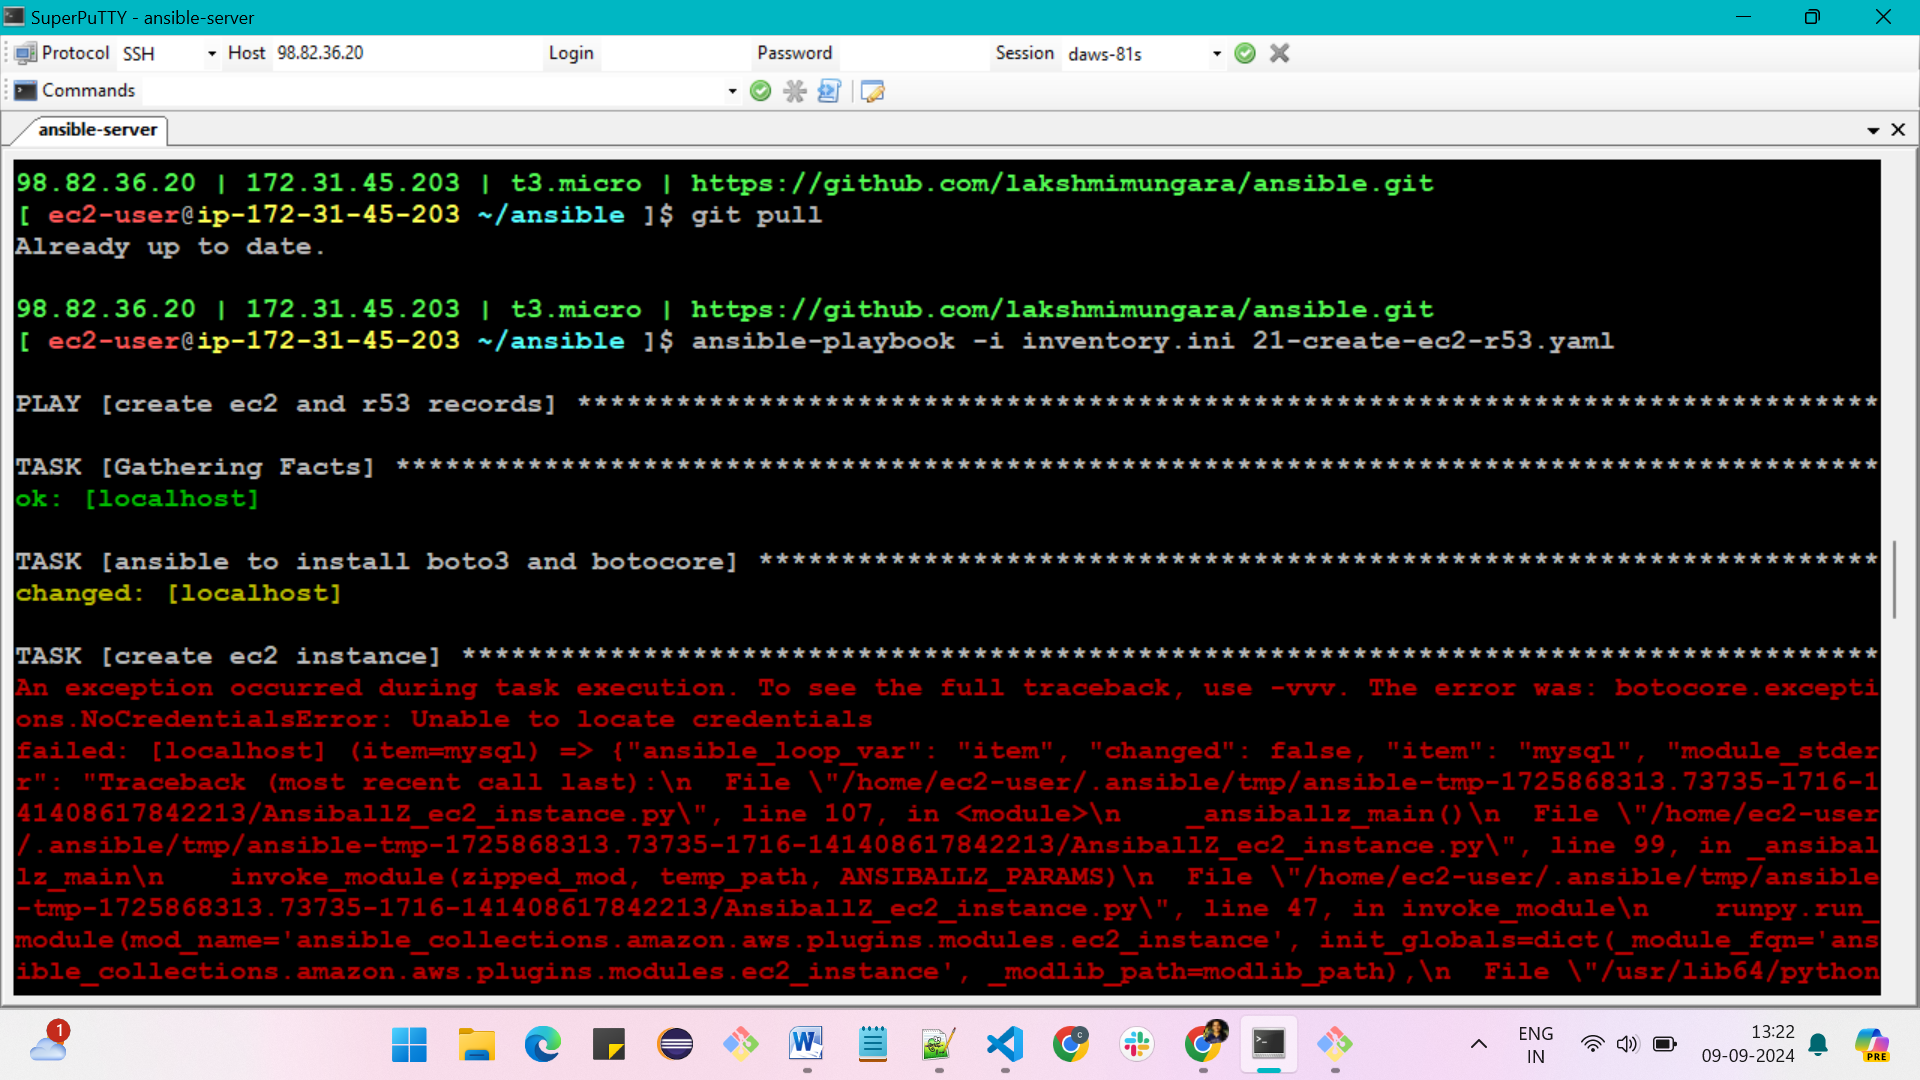 SuperPuTTY - ansible-server
Protocol SSH Host 98.82.36.20 Login Password Session daws-81s
Commands
ansible-server
98.82.36.20 | 172.31.45.203 | t3.micro | https://github.com/lakshmimungara/ansible.git
[ ec2-user@ip-172-31-45-203 ~/ansible ]$ git pull
Already up to date.
98.82.36.20 | 172.31.45.203 | t3.micro | https://github.com/lakshmimungara/ansible.git
[ ec2-user@ip-172-31-45-203 ~/ansible ]$ ansible-playbook -i inventory.ini 21-create-ec2-r53.yaml
PLAY [create ec2 and r53 records] *******************************************************************************
TASK [Gathering Facts] ******************************************************************************************
ok: [localhost]
TASK [ansible to install boto3 and botocore] ********************************************************************
changed: [localhost]
TASK [create ec2 instance] **************************************************************************************
An exception occurred during task execution. To see the full traceback, use -vvv. The error was: botocore.excepti
ons.NoCredentialsError: Unable to locate credentials
failed: [localhost] (item=mysql) => {"ansible_loop_var": "item", "changed": false, "item": "mysql", "module_stder
r": "Traceback (most recent call last):\n  File \"/home/ec2-user/.ansible/tmp/ansible-tmp-1725868313.73735-1716-1
41408617842213/AnsiballZ_ec2_instance.py\", line 107, in <module>\n    _ansiballz_main()\n  File \"/home/ec2-user
/.ansible/tmp/ansible-tmp-1725868313.73735-1716-141408617842213/AnsiballZ_ec2_instance.py\", line 99, in _ansibal
lz_main\n    invoke_module(zipped_mod, temp_path, ANSIBALLZ_PARAMS)\n  File \"/home/ec2-user/.ansible/tmp/ansible
-tmp-1725868313.73735-1716-141408617842213/AnsiballZ_ec2_instance.py\", line 47, in invoke_module\n    runpy.run_
module(mod_name='ansible_collections.amazon.aws.plugins.modules.ec2_instance', init_globals=dict(_module_fqn='ans
ible_collections.amazon.aws.plugins.modules.ec2_instance', _modlib_path=modlib_path),\n  File \"/usr/lib64/python
1
W
C
PRE
ENG
IN
13:22
09-09-2024